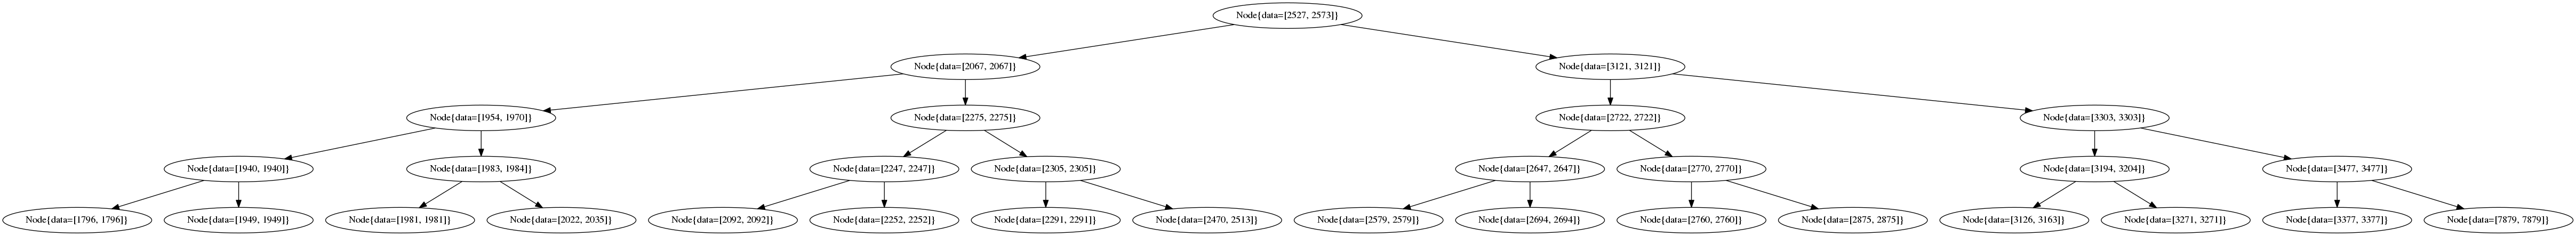 Node{data=[2527, 2573]}
Node{data=[2067, 2067]}
Node{data=[3121, 3121]}
Node{data=[1954, 1970]}
Node{data=[2275, 2275]}
Node{data=[2722, 2722]}
Node{data=[3303, 3303]}
Node{data=[1940, 1940]}
Node{data=[1983, 1984]}
Node{data=[2247, 2247]}
Node{data=[2305, 2305]}
Node{data=[2647, 2647]}
Node{data=[2770, 2770]}
Node{data=[3194, 3204]}
Node{data=[3477, 3477]}
Node{data=[1796, 1796]}
Node{data=[1949, 1949]}
Node{data=[1981, 1981]}
Node{data=[2022, 2035]}
Node{data=[2092, 2092]}
Node{data=[2252, 2252]}
Node{data=[2291, 2291]}
Node{data=[2470, 2513]}
Node{data=[2579, 2579]}
Node{data=[2694, 2694]}
Node{data=[2760, 2760]}
Node{data=[2875, 2875]}
Node{data=[3126, 3163]}
Node{data=[3271, 3271]}
Node{data=[3377, 3377]}
Node{data=[7879, 7879]}